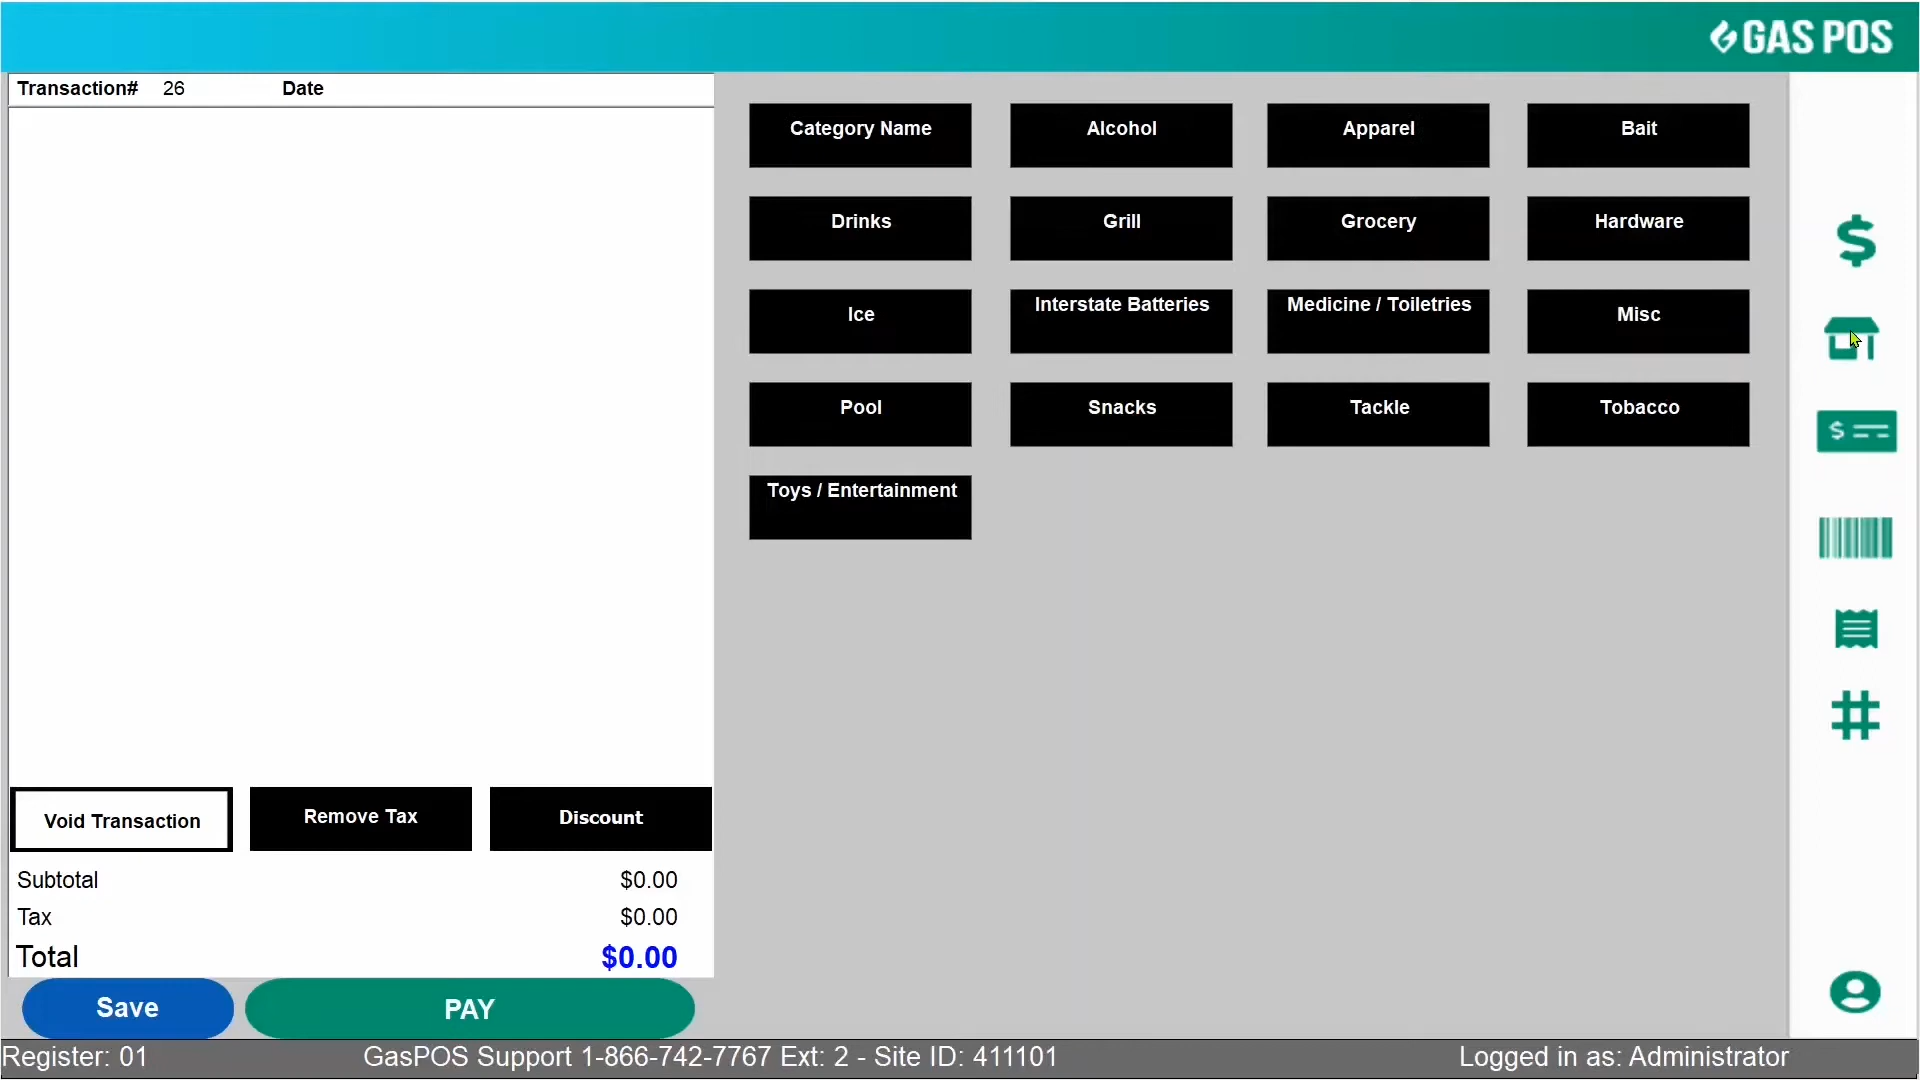 GAS POS
Transaction# 26 Date
Category Name Alcohol Apparel Bait
Drinks Grill Grocery Hardware
Ice Interstate Batteries Medicine / Toiletries Misc
Pool Snacks Tackle Tobacco
Toys / Entertainment
Void Transaction Remove Tax Discount
Subtotal $0.00
Tax $0.00
Total $0.00
Save PAY
Register: 01 GasPOS Support 1-866-742-7767 Ext: 2 - Site ID: 411101 Logged in as: Administrator